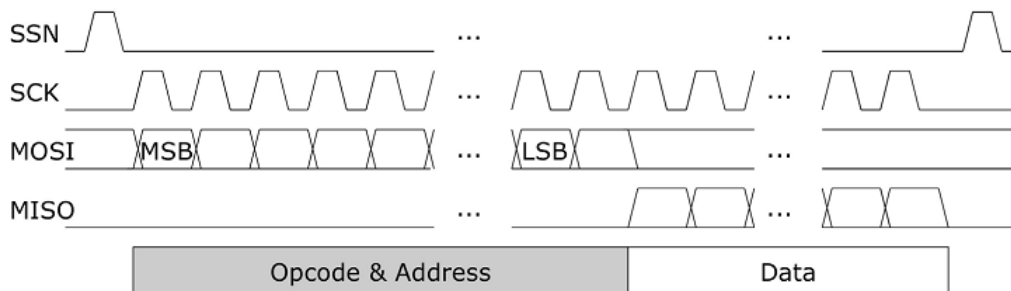 SSN ... ...
SCK ... ...
MOSI MSB ... LSB ...
MISO ... ...
Opcode & Address Data